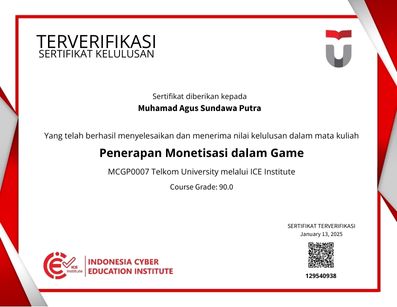 TERVERIFIKASI
SERTIFIKAT KELULUSAN
Sertifikat diberikan kepada
Muhamad Agus Sundawa Putra
Yang telah berhasil menyelesaikan dan menerima nilai kelulusan dalam mata kuliah
Penerapan Monetisasi dalam Game
MCGP0007 Telkom University melalui ICE Institute
Course Grade: 90.0
SERTIFIKAT TERVERIFIKASI
January 13, 2025
129540938
ICE
Institute
INDONESIA CYBER
EDUCATION INSTITUTE